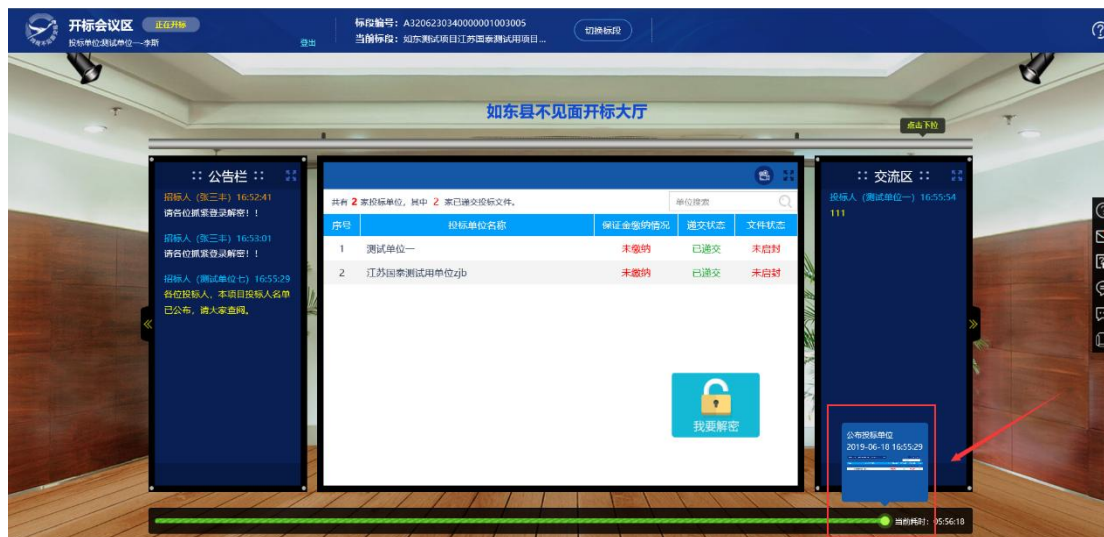 开标会议区 正在开标
投标单位:测试单位一--李斯
登出
标段编号：A3206230340000001003005
当前标段：如东测试项目江苏国泰测试用项目...
切换标段
如东县不见面开标大厅
点击下拉
:: 公告栏 ::
招标人（张三丰）16:52:41
请各位抓紧登录解密！！
招标人（张三丰）16:53:01
请各位抓紧登录解密！！
招标人（测试单位七）16:55:29
各位投标人，本项目投标人名单
已公布，请大家查阅。
共有 2 家投标单位，其中 2 家已递交投标文件。
单位搜索
序号 投标单位名称 保证金缴纳情况 递交状态 文件状态
1 测试单位一 未缴纳 已递交 未启封
2 江苏国泰测试用单位zjb 未缴纳 已递交 未启封
我要解密
:: 交流区 ::
投标人（测试单位一）16:55:54
111
公布投标单位
2019-06-18 16:55:29
当前耗时：05:56:18